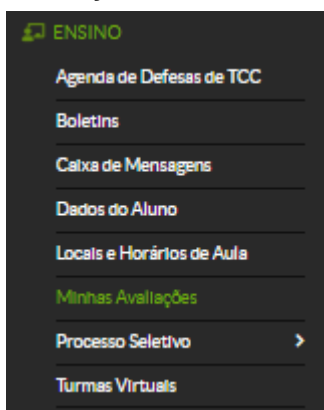 ENSINO
Agenda de Defesas de TCC
Boletins
Caixa de Mensagens
Dados do Aluno
Locais e Horários de Aula
Minhas Avaliações
Processo Seletivo
Turmas Virtuais